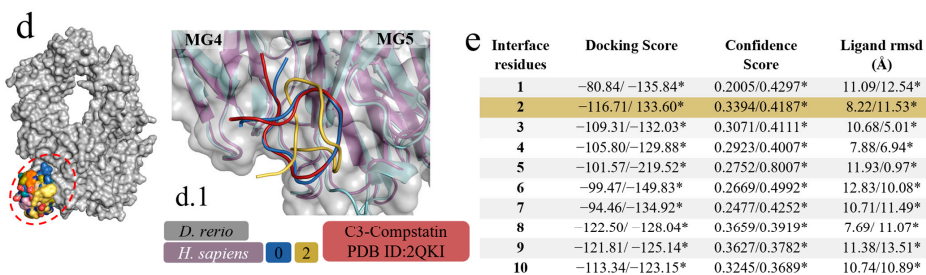 d
MG4 MG5
d.1
D. rerio
H. sapiens 0 2
C3-Compstatin
PDB ID:2QKI
e
Interface residues Docking Score Confidence Score Ligand rmsd (Å)
1 −80.84/ −135.84* 0.2005/0.4297* 11.09/12.54*
2 −116.71/ 133.60* 0.3394/0.4187* 8.22/11.53*
3 −109.31/−132.03* 0.3071/0.4111* 10.68/5.01*
4 −105.80/−129.88* 0.2923/0.4007* 7.88/6.94*
5 −101.57/−219.52* 0.2752/0.8007* 11.93/0.97*
6 −99.47/−149.83* 0.2669/0.4992* 12.83/10.08*
7 −94.46/−134.92* 0.2477/0.4252* 10.71/11.49*
8 −122.50/ −128.04* 0.3659/0.3919* 7.69/ 11.07*
9 −121.81/ −125.14* 0.3627/0.3782* 11.38/13.51*
10 −113.34/−123.15* 0.3245/0.3689* 10.74/10.89*